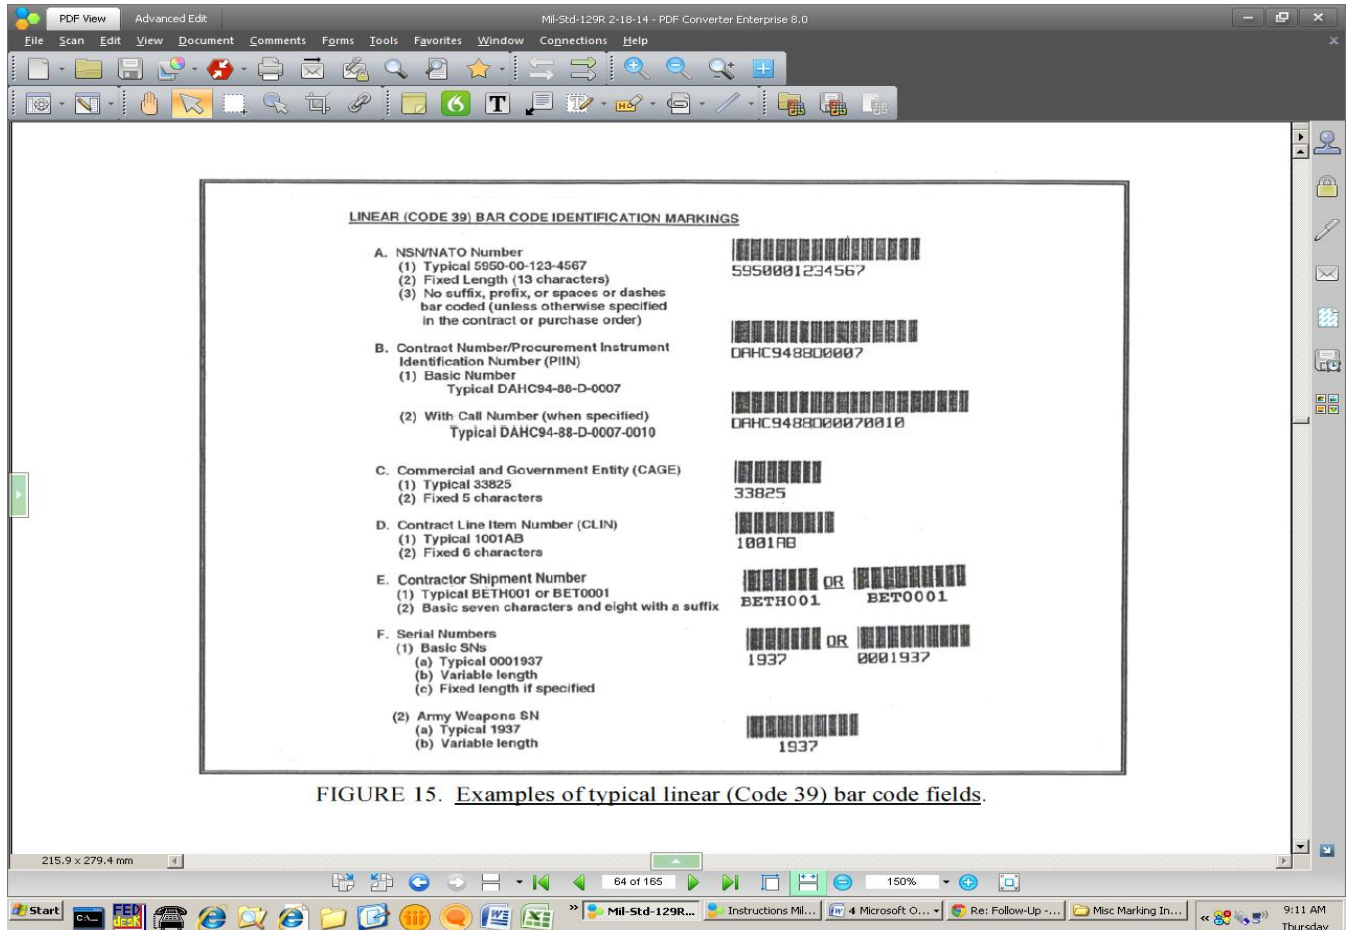 PDF View
Advanced Edit
Mil-Std-129R 2-18-14 - PDF Converter Enterprise 8.0
File Scan Edit View Document Comments Forms Tools Favorites Window Connections Help
LINEAR (CODE 39) BAR CODE IDENTIFICATION MARKINGS
A. NSN/NATO Number
(1) Typical 5950-00-123-4567
(2) Fixed Length (13 characters)
(3) No suffix, prefix, or spaces or dashes
bar coded (unless otherwise specified
in the contract or purchase order)
5950001234567
B. Contract Number/Procurement Instrument
Identification Number (PIIN)
(1) Basic Number
Typical DAHC94-88-D-0007
DAHC9488D0007
(2) With Call Number (when specified)
Typical DAHC94-88-D-0007-0010
DAHC9488D00070010
C. Commercial and Government Entity (CAGE)
(1) Typical 33825
(2) Fixed 5 characters
33825
D. Contract Line Item Number (CLIN)
(1) Typical 1001AB
(2) Fixed 6 characters
1001AB
E. Contractor Shipment Number
(1) Typical BETH001 or BET0001
(2) Basic seven characters and eight with a suffix
OR
BETH001 BET0001
F. Serial Numbers
(1) Basic SNs
(a) Typical 0001937
(b) Variable length
(c) Fixed length if specified
OR
1937 0001937
(2) Army Weapons SN
(a) Typical 1937
(b) Variable length
1937
FIGURE 15. Examples of typical linear (Code 39) bar code fields.
215.9 x 279.4 mm
64 of 165
150%
Start
FED desk
Mil-Std-129R...
Instructions Mil...
4 Microsoft O...
Re: Follow-Up -...
Misc Marking In...
9:11 AM
Thursday